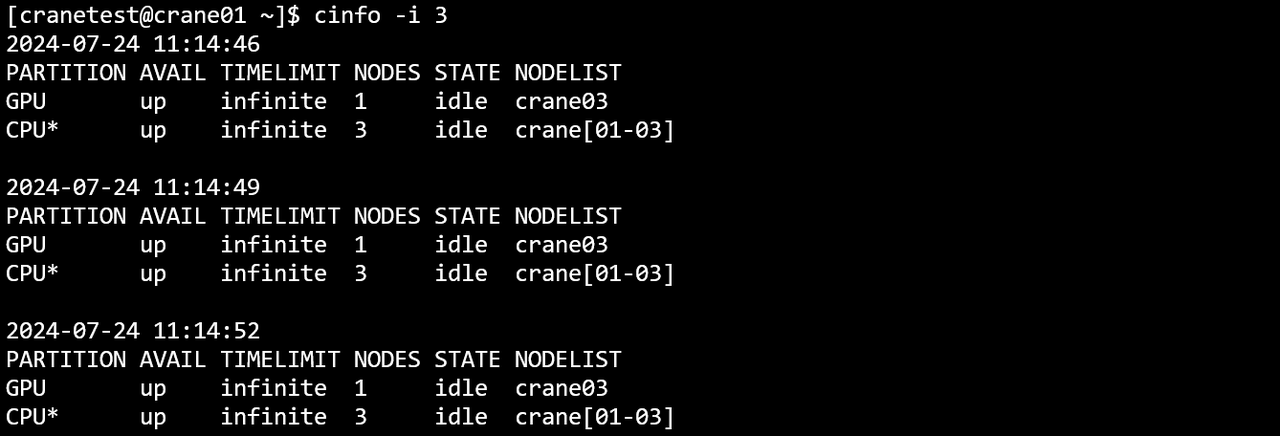 [cranetest@crane01 ~]$ cinfo -i 3
2024-07-24 11:14:46
PARTITION AVAIL TIMELIMIT NODES STATE NODELIST
GPU       up    infinite  1     idle  crane03
CPU*      up    infinite  3     idle  crane[01-03]

2024-07-24 11:14:49
PARTITION AVAIL TIMELIMIT NODES STATE NODELIST
GPU       up    infinite  1     idle  crane03
CPU*      up    infinite  3     idle  crane[01-03]

2024-07-24 11:14:52
PARTITION AVAIL TIMELIMIT NODES STATE NODELIST
GPU       up    infinite  1     idle  crane03
CPU*      up    infinite  3     idle  crane[01-03]